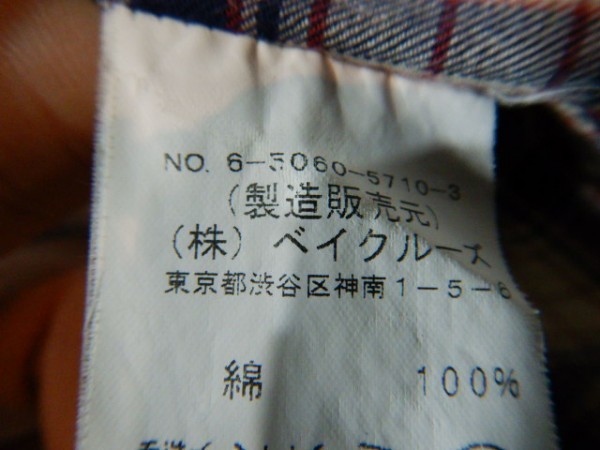 NO. 6-5060-5710-3
(製造販売元)
(株) ベイクルーズ
東京都渋谷区神南1-5-6
綿 100%